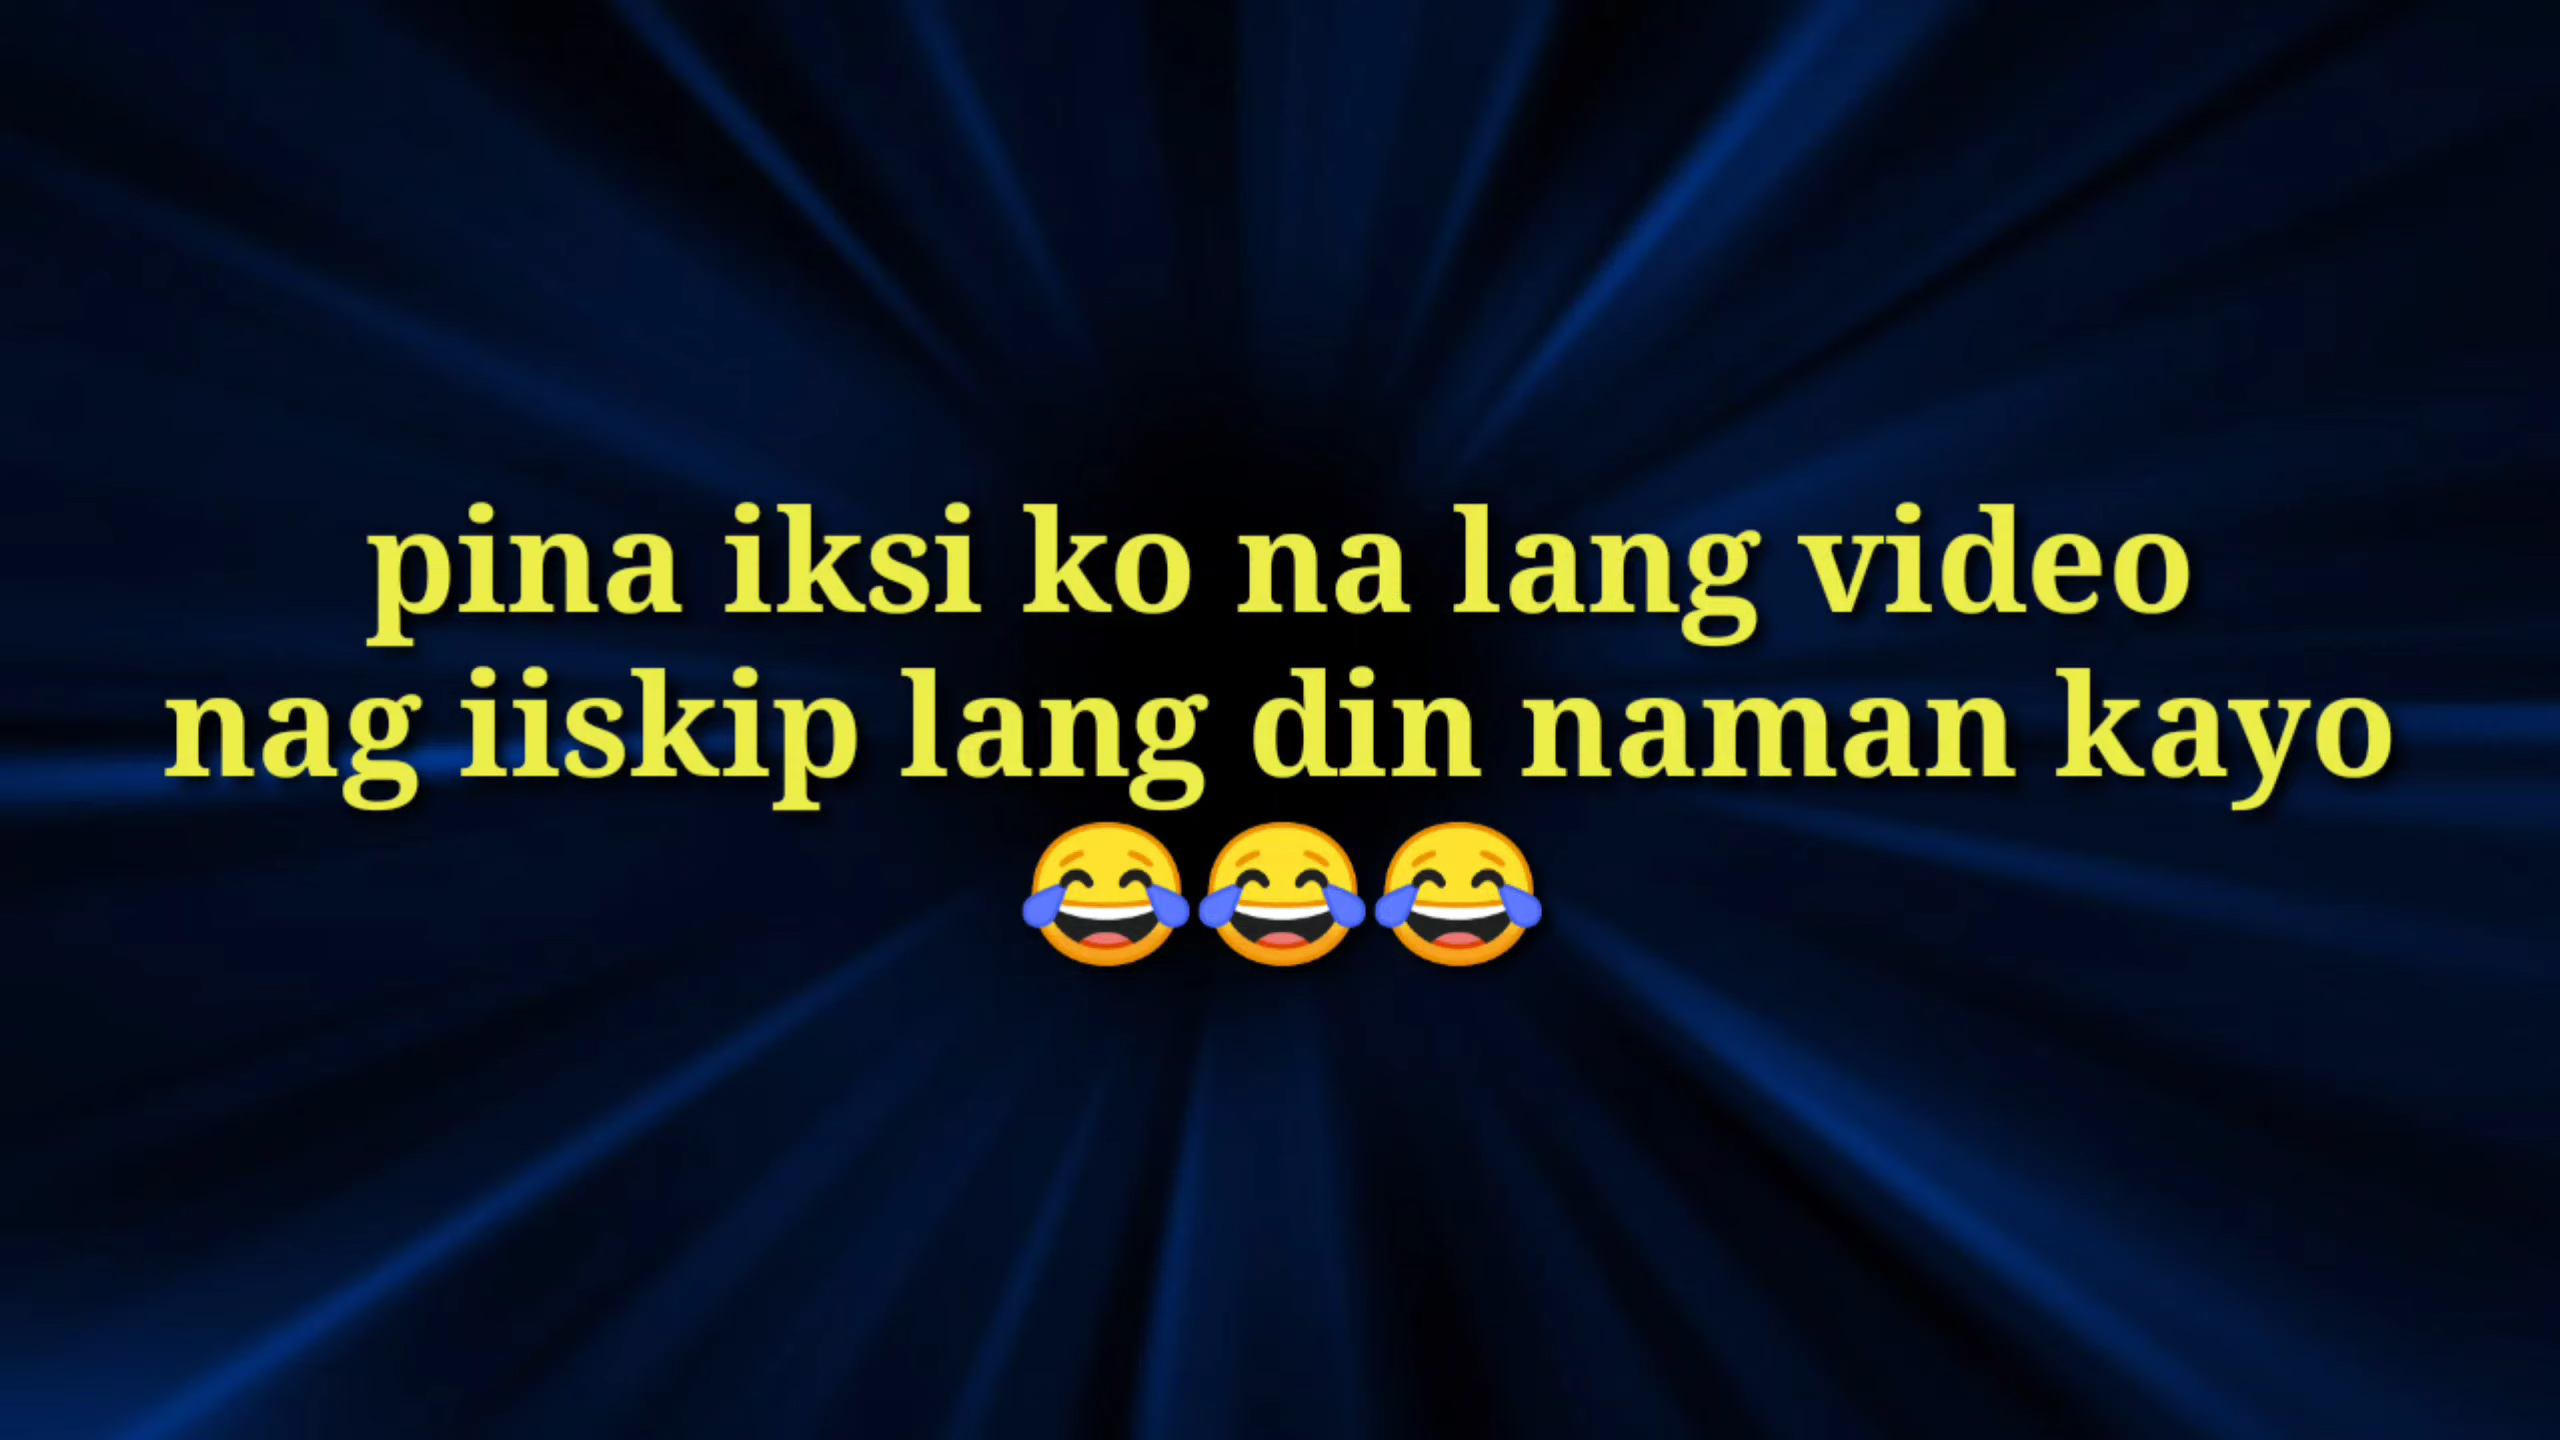 pina iksi ko na lang video
nag iiskip lang din naman kayo
😂😂😂